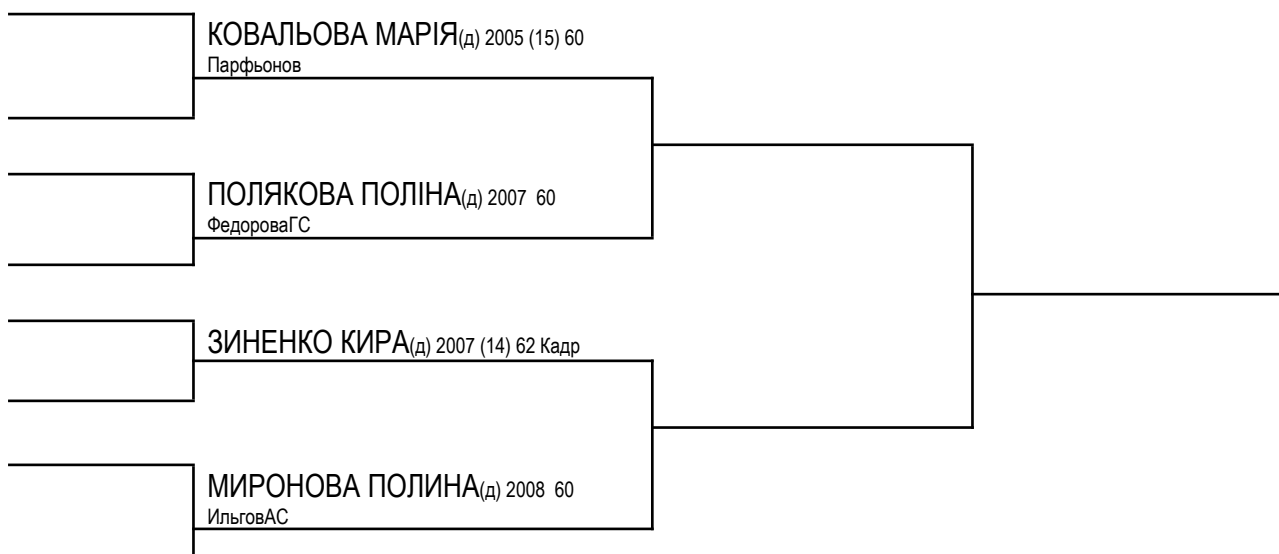 КОВАЛЬОВА МАРІЯ(д) 2005 (15) 60
Парфьонов
ПОЛЯКОВА ПОЛІНА(д) 2007 60
ФедороваГС
ЗИНЕНКО КИРА(д) 2007 (14) 62 Кадр
МИРОНОВА ПОЛИНА(д) 2008 60
ИльговАС